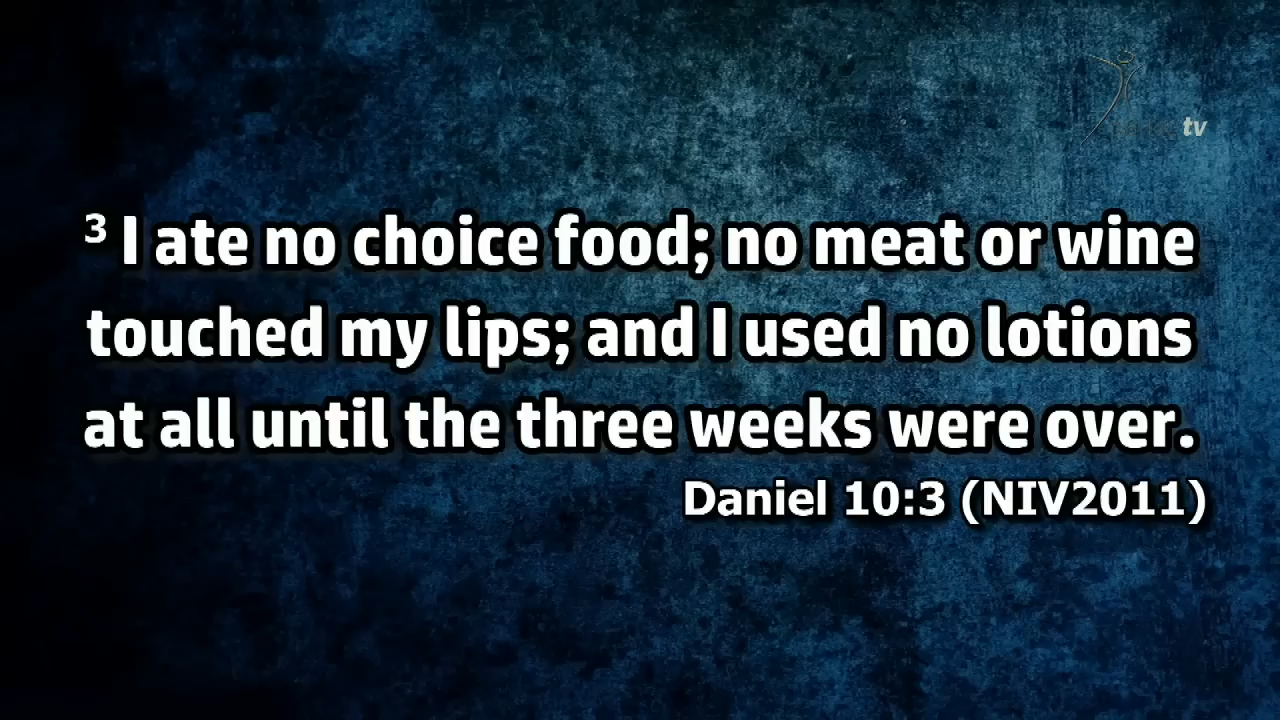 tv
3 I ate no choice food; no meat or wine
touched my lips; and I used no lotions
at all until the three weeks were over.
Daniel 10:3 (NIV2011)